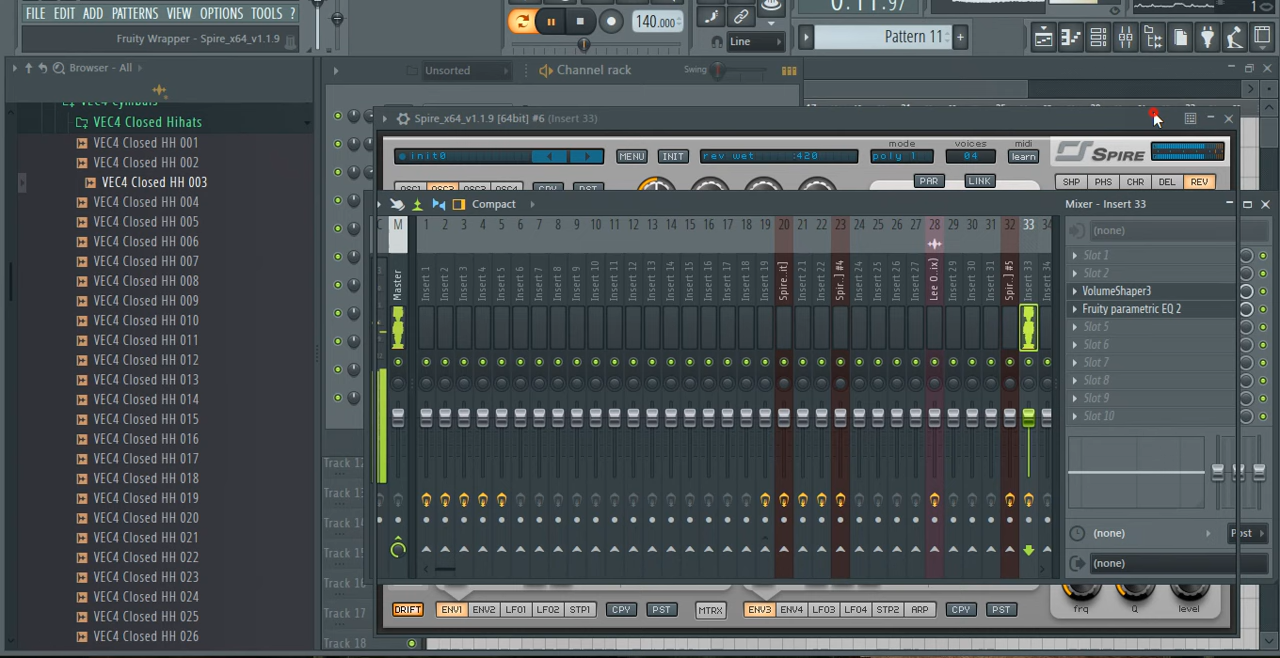 FILE EDIT ADD PATTERNS VIEW OPTIONS TOOLS ?
Fruity Wrapper - Spire_x64_v1.1.9
140.000
Line
Pattern 11
Browser - All
Unsorted
Channel rack
Swing
VEC4 Cymbals
VEC4 Closed Hihats
VEC4 Closed HH 001
VEC4 Closed HH 002
VEC4 Closed HH 003
VEC4 Closed HH 004
VEC4 Closed HH 005
VEC4 Closed HH 006
VEC4 Closed HH 007
VEC4 Closed HH 008
VEC4 Closed HH 009
VEC4 Closed HH 010
VEC4 Closed HH 011
VEC4 Closed HH 012
VEC4 Closed HH 013
VEC4 Closed HH 014
VEC4 Closed HH 015
VEC4 Closed HH 016
VEC4 Closed HH 017
VEC4 Closed HH 018
VEC4 Closed HH 019
VEC4 Closed HH 020
VEC4 Closed HH 021
VEC4 Closed HH 022
VEC4 Closed HH 023
VEC4 Closed HH 024
VEC4 Closed HH 025
VEC4 Closed HH 026
Spire_x64_v1.1.9 [64bit] #6 (Insert 33)
init0
MENU INIT
rev wet :420
mode
poly 1
voices
04
midi
learn
SPIRE
PAR LINK
SHP PHS CHR DEL REV
Compact
Mixer - Insert 33
M 1 2 3 4 5 6 7 8 9 10 11 12 13 14 15 16 17 18 19 20 21 22 23 24 25 26 27 28 29 30 31 32 33 34
Master
Insert 1
Insert 2
Insert 3
Insert 4
Insert 5
Insert 6
Insert 7
Insert 8
Insert 9
Insert 10
Insert 11
Insert 12
Insert 13
Insert 14
Insert 15
Insert 16
Insert 17
Insert 18
Insert 19
Spire..it]
Insert 21
Insert 22
Spir..] #4
Insert 24
Insert 25
Insert 26
Insert 27
Lee O..ix)
Insert 29
Insert 30
Insert 31
Spir..] #5
Insert 33
Insert 34
(none)
Slot 1
Slot 2
VolumeShaper3
Fruity parametric EQ 2
Slot 5
Slot 6
Slot 7
Slot 8
Slot 9
Slot 10
(none)
Post
(none)
Track 13
Track 14
Track 17
Track 18
DRIFT ENV1 ENV2 LFO1 LFO2 STP1 CPY PST MTRX ENV3 ENV4 LFO3 LFO4 STP2 ARP CPY PST
frq Q level